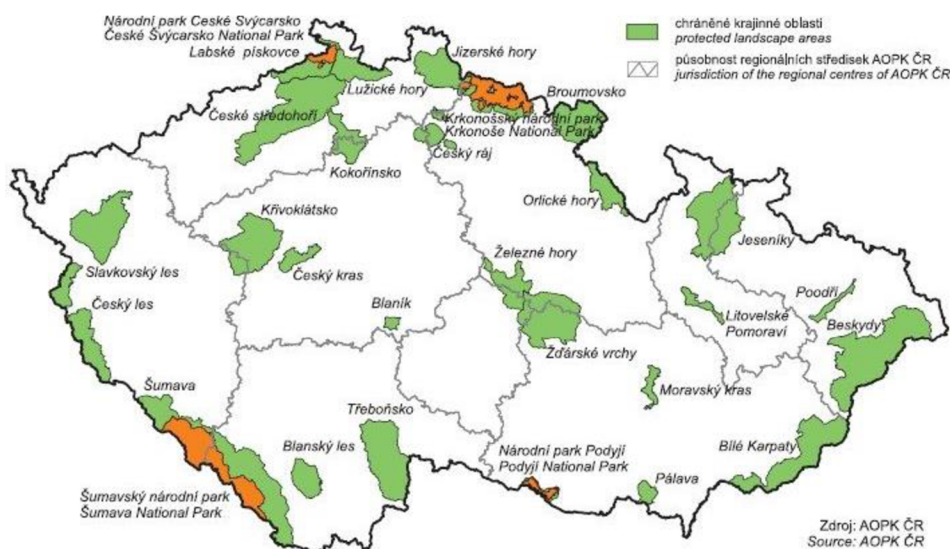 Národní park České Švýcarsko
České Švýcarsko National Park
Labské pískovce
Jizerské hory
chráněné krajinné oblasti
protected landscape areas
působnost regionálních středisek AOPK ČR
jurisdiction of the regional centres of AOPK ČR
Lužické hory
Broumovsko
České středohoří
Krkonošský národní park
Krkonoše National Park
Český ráj
Kokořínsko
Orlické hory
Křivoklátsko
Jeseníky
Železné hory
Slavkovský les
Český kras
Český les
Blaník
Poodří
Litovelské
Pomoraví
Beskydy
Žďárské vrchy
Šumava
Moravský kras
Třeboňsko
Blanský les
Bílé Karpaty
Národní park Podyjí
Podyjí National Park
Pálava
Šumavský národní park
Šumava National Park
Zdroj: AOPK ČR
Source: AOPK ČR